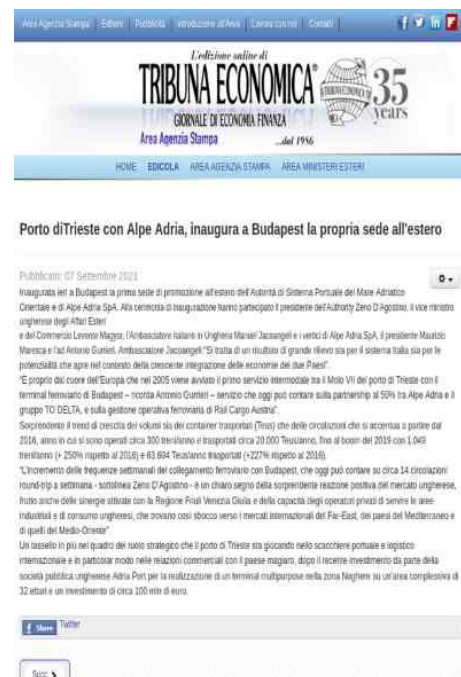 Area Agenzia Stampa | Esteri | Pubblicità | Introduzione all'Area | Lavora con noi | Contatti
L'edizione online di
TRIBUNA ECONOMICA
GIORNALE DI ECONOMIA FINANZA
Area Agenzia Stampa ...dal 1986
35 years
HOME EDICOLA AREA AGENZIA STAMPA AREA MINISTERI ESTERI
Porto diTrieste con Alpe Adria, inaugura a Budapest la propria sede all'estero
Pubblicato: 07 Settembre 2021
Inaugurata ieri a Budapest la prima sede di promozione all'estero dell'Autorità di Sistema Portuale del Mare Adriatico
Orientale e di Alpe Adria SpA. Alla cerimonia di inaugurazione hanno partecipato il presidente dell'Authority Zeno D'Agostino, il vice ministro
ungherese degli Affari Esteri
e del Commercio Levente Magyar, l'Ambasciatore italiano in Ungheria Manuel Jacoangeli e i vertici di Alpe Adria SpA, il presidente Maurizio
Maresca e l'ad Antonio Gurrieri. Ambasciatore Jacoangeli:"Si tratta di un risultato di grande rilievo sia per il sistema Italia sia per le
potenzialità che apre nel contesto della crescente integrazione delle economie dei due Paesi".
"È proprio dal cuore dell'Europa che nel 2005 viene avviato il primo servizio intermodale tra il Molo VII del porto di Trieste con il
terminal ferroviario di Budapest – ricorda Antonio Gurrieri – servizio che oggi può contare sulla partnership al 50% tra Alpe Adria e il
gruppo TO DELTA, e sulla gestione operativa ferroviaria di Rail Cargo Austria".
Sorprendente il trend di crescita dei volumi sia dei container trasportati (Teus) che delle circolazioni che si accentua a partire dal
2016, anno in cui si sono operati circa 300 treni/anno e trasportati circa 20.000 Teus/anno, fino al boom del 2019 con 1.049
treni/anno (+ 250% rispetto al 2016) e 63.604 Teus/anno trasportati (+227% rispetto al 2016).
"L'incremento delle frequenze settimanali del collegamento ferroviario con Budapest, che oggi può contare su circa 14 circolazioni
round-trip a settimana - sottolinea Zeno D'Agostino - è un chiaro segno della sorprendente reazione positiva del mercato ungherese,
frutto anche delle sinergie attivate con la Regione Friuli Venezia Giulia e della capacità degli operatori privati di servire le aree
industriali e di consumo ungheresi, che trovano così sbocco verso i mercati internazionali del Far-East, dei paesi del Mediterraneo e
di quelli del Medio-Oriente"
Un tassello in più nel quadro del ruolo strategico che il porto di Trieste sta giocando nello scacchiere portuale e logistico
internazionale e in particolar modo nelle relazioni commerciali con il paese magiaro, dopo il recente investimento da parte della
società pubblica ungherese Adria Port per la realizzazione di un terminal multipurpose nella zona Noghere su un'area complessiva di
32 ettari e un investimento di circa 100 mln di euro.
Share Twitter
Succ